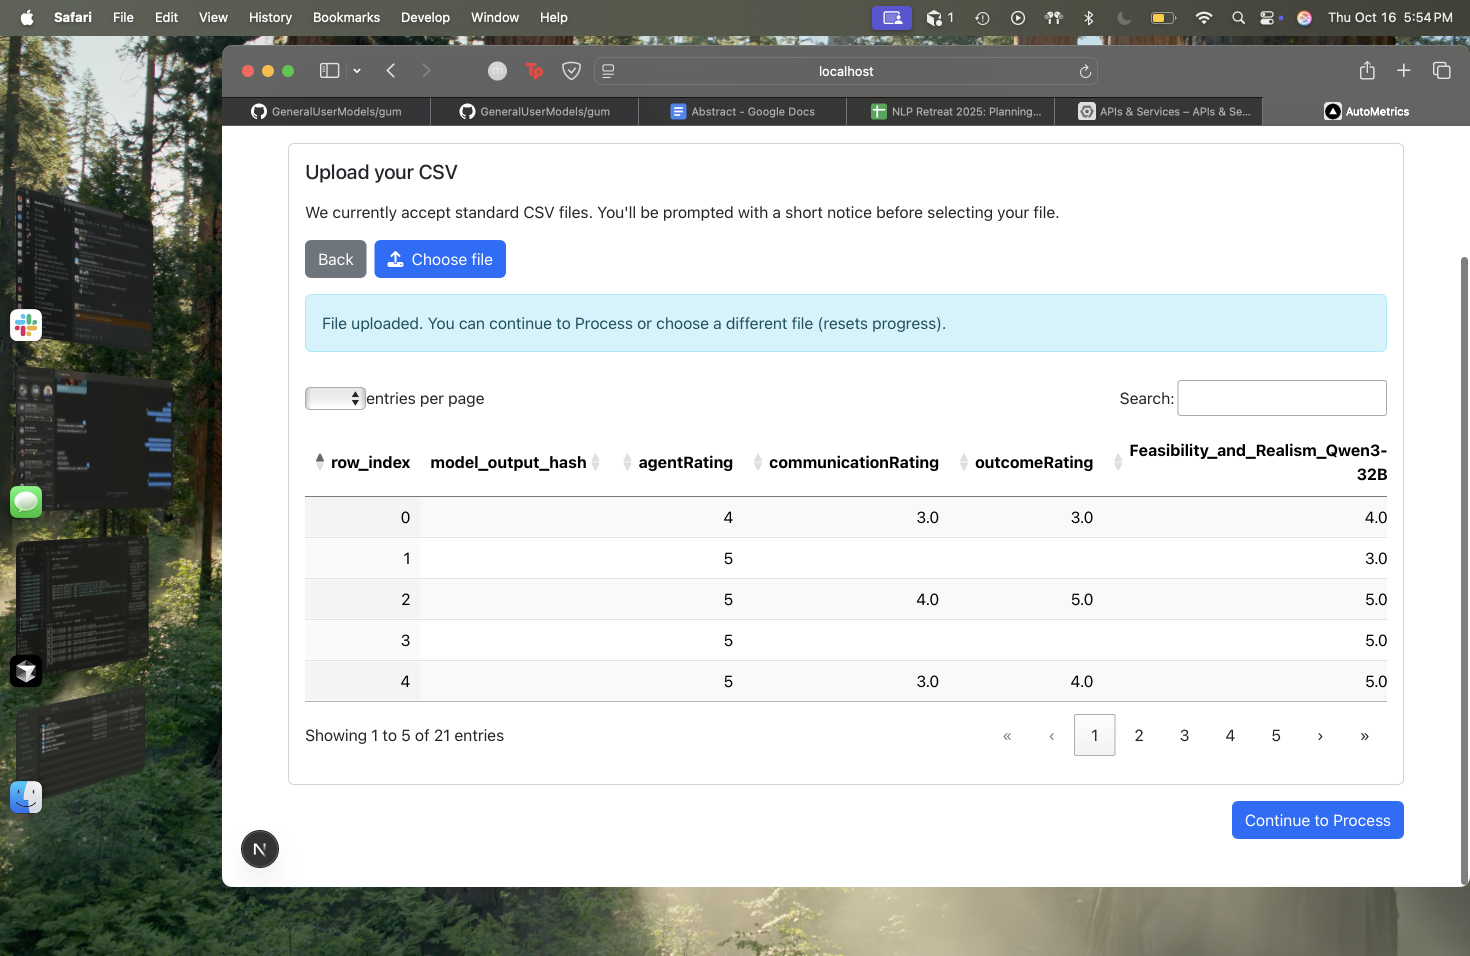 Safari File Edit View History Bookmarks Develop Window Help 1 Thu Oct 16 5:54 PM
localhost
GeneralUserModels/gum GeneralUserModels/gum Abstract - Google Docs NLP Retreat 2025: Planning... APIs & Services – APIs & Se... AutoMetrics
Upload your CSV
We currently accept standard CSV files. You'll be prompted with a short notice before selecting your file.
Back Choose file
File uploaded. You can continue to Process or choose a different file (resets progress).
entries per page Search:
row_index model_output_hash agentRating communicationRating outcomeRating Feasibility_and_Realism_Qwen3-
32B
0 4 3.0 3.0 4.0
1 5 3.0
2 5 4.0 5.0 5.0
3 5 5.0
4 5 3.0 4.0 5.0
Showing 1 to 5 of 21 entries « ‹ 1 2 3 4 5 › »
Continue to Process
N